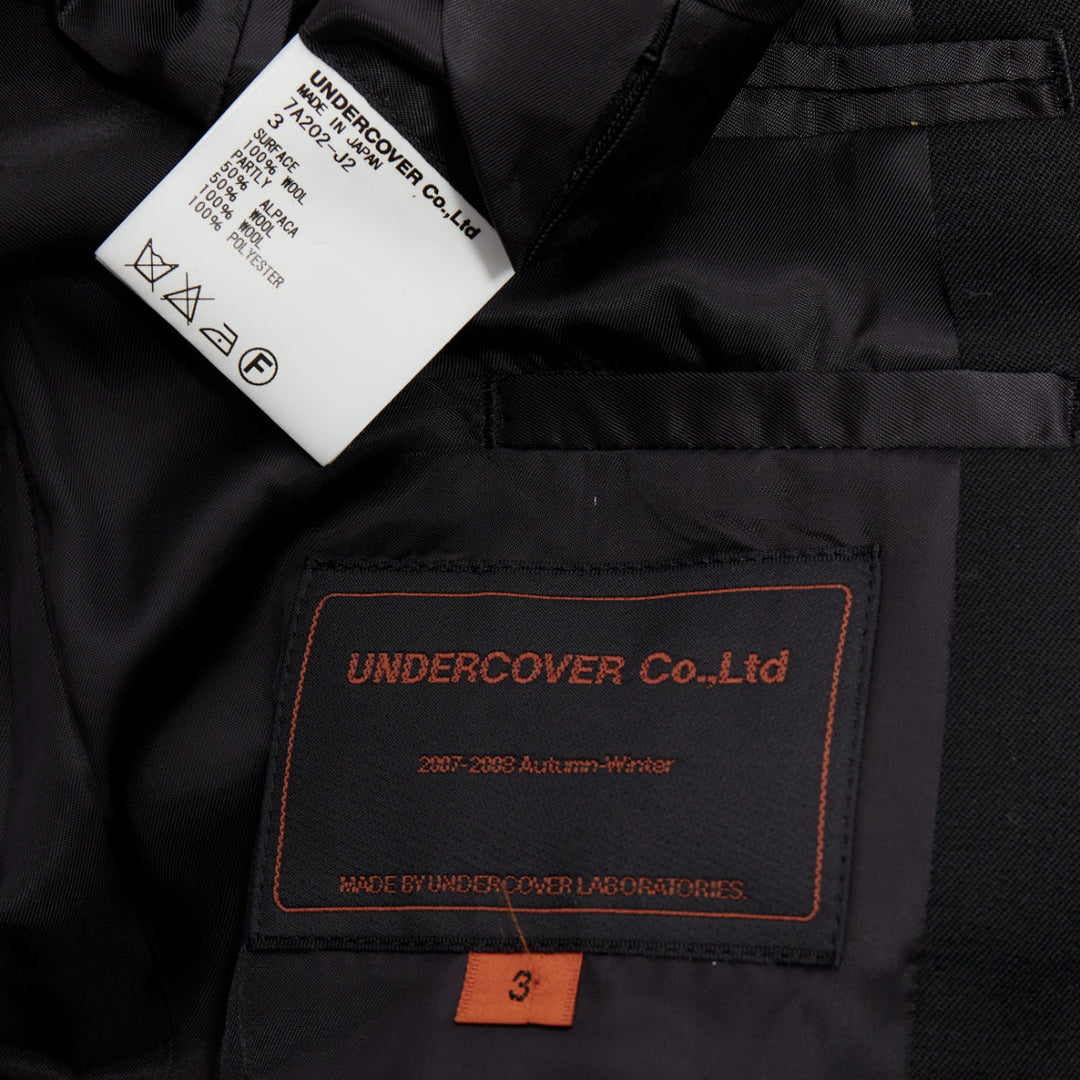 UNDERCOVER Co.,Ltd
MADE IN JAPAN
7A202-J2
3
SURFACE
100% WOOL
PARTLY
50% ALPACA
50% WOOL
100% WOOL
100% POLYESTER
F
UNDERCOVER Co.,Ltd
2007-2008 Autumn-Winter
MADE BY UNDERCOVER LABORATORIES.
3